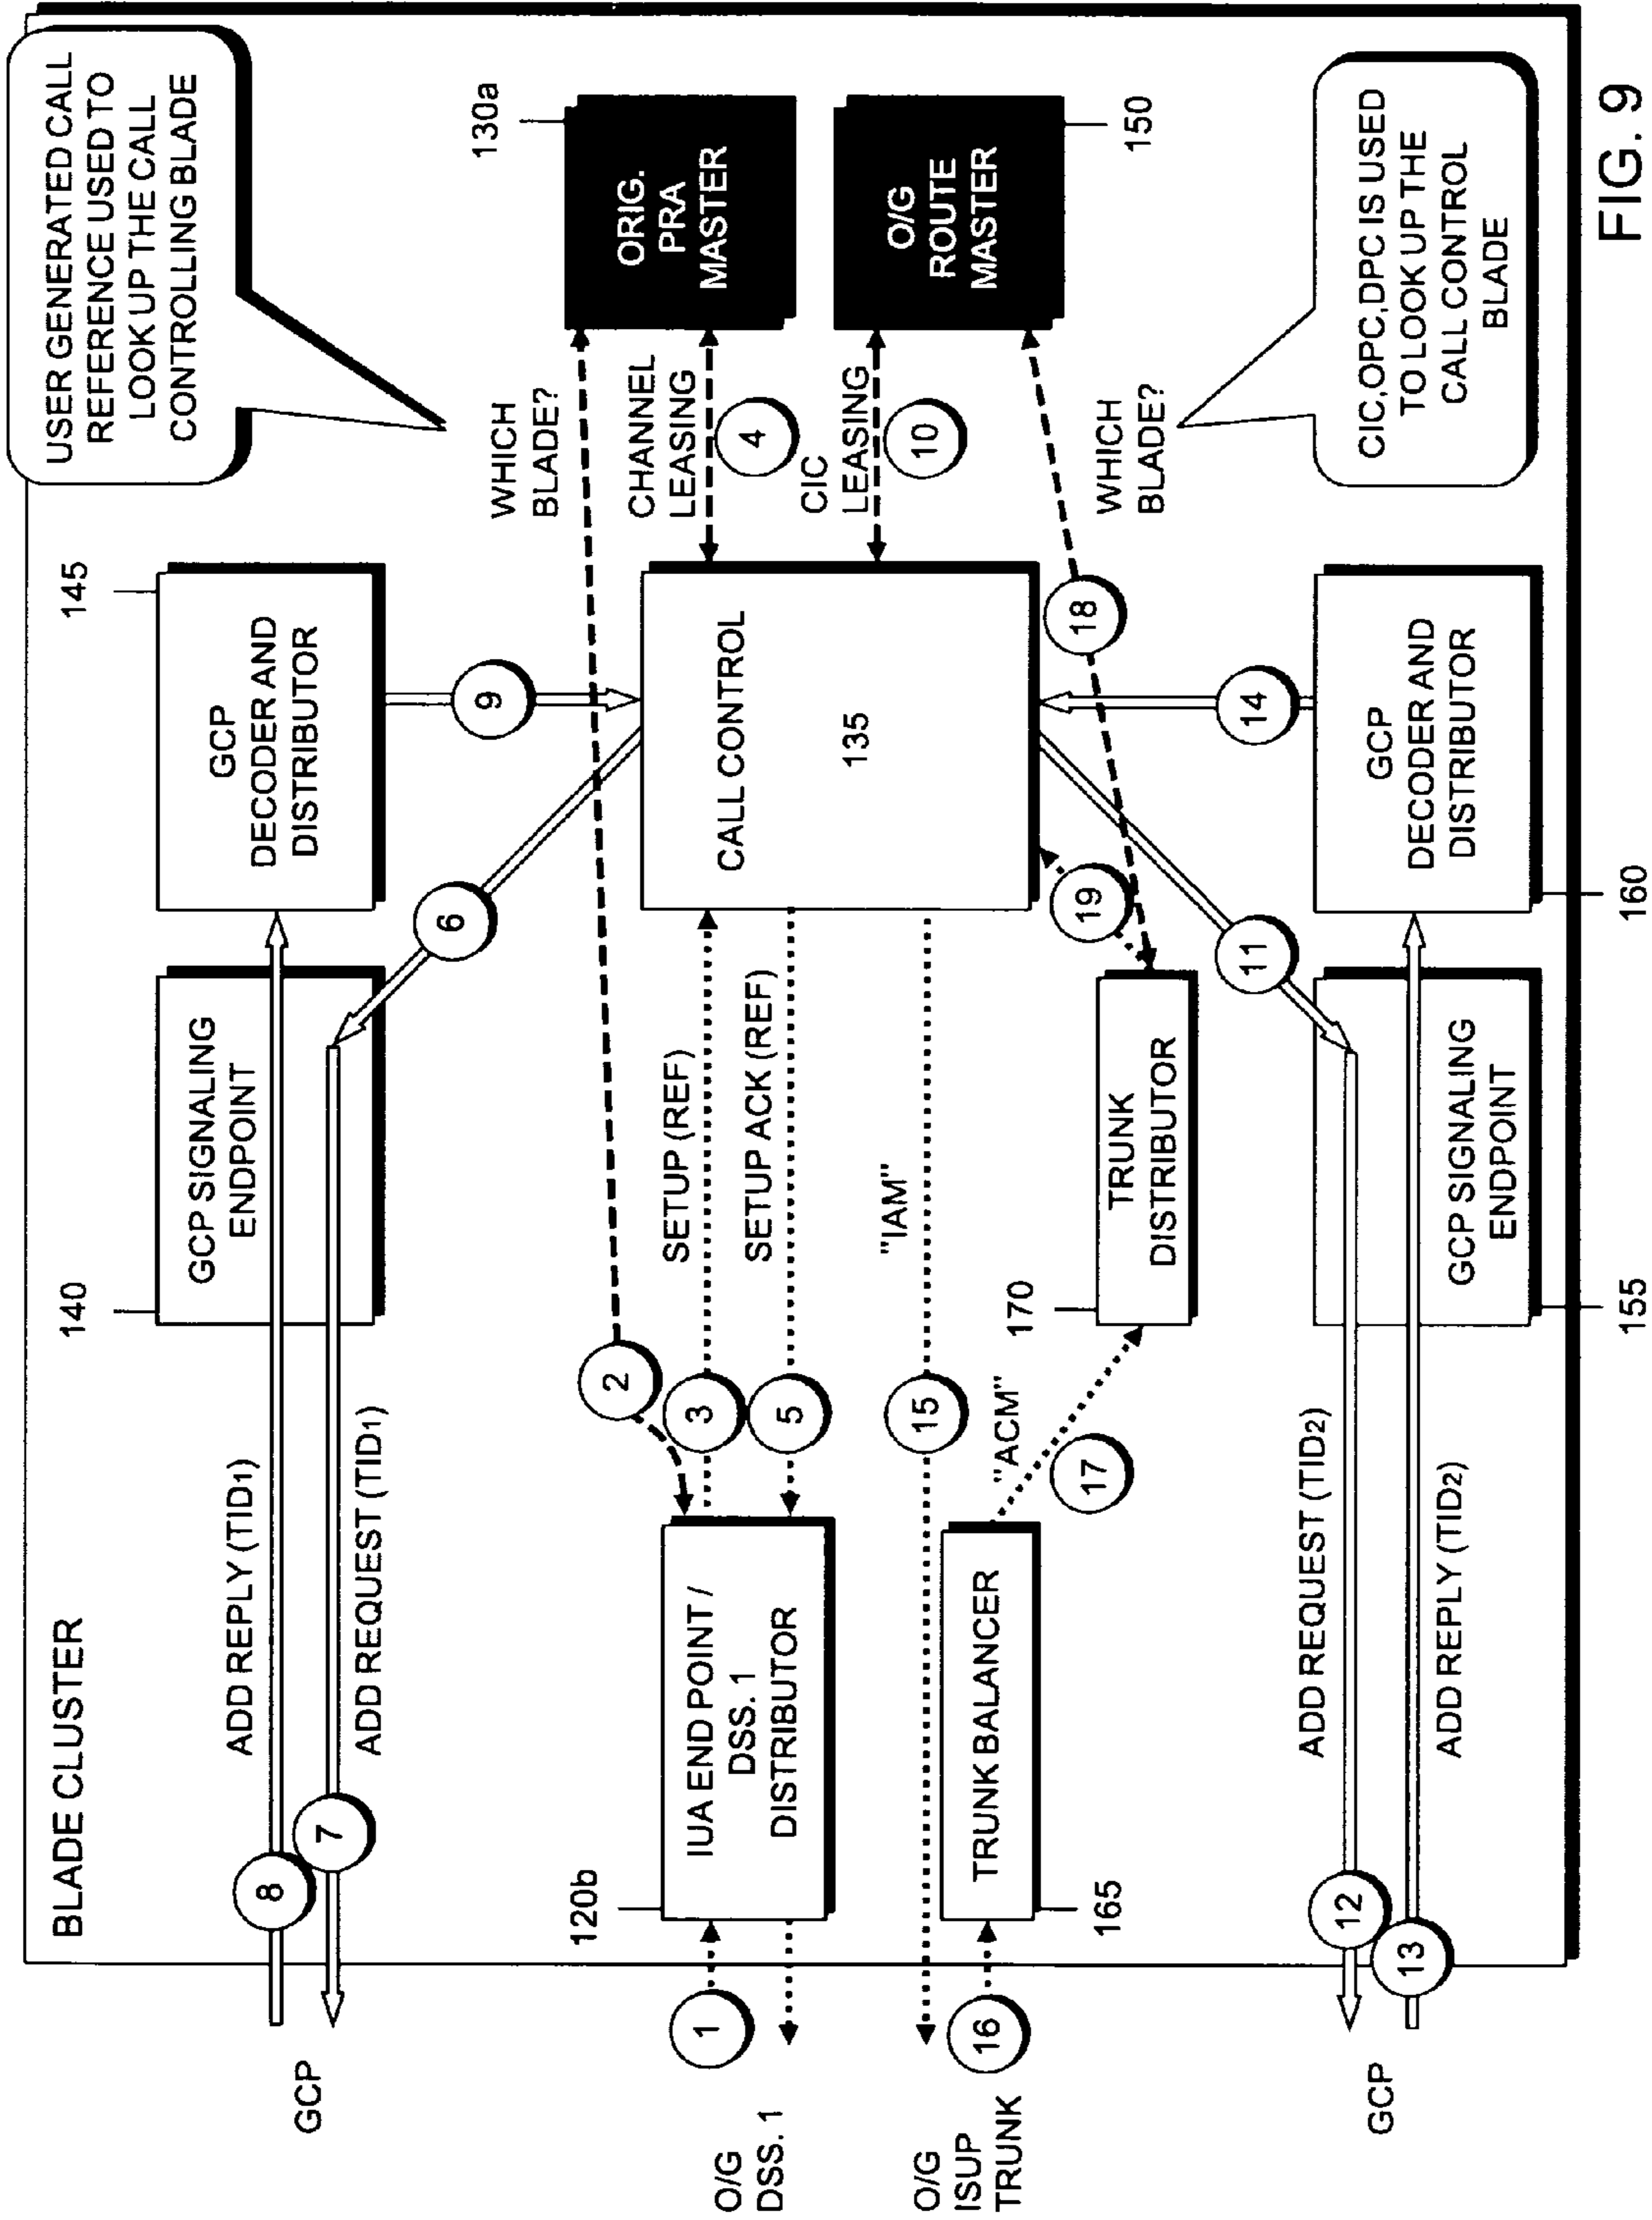 BLADE CLUSTER
USER GENERATED CALL
REFERENCE USED TO
LOOK UP THE CALL
CONTROLLING BLADE
140
145
GCP SIGNALING
ENDPOINT
GCP
DECODER AND
DISTRIBUTOR
ADD REPLY (TID1)
8
7
ADD REQUEST (TID1)
GCP
6
9
WHICH
BLADE?
130a
ORIG.
PRA
MASTER
2
120b
IUA END POINT /
DSS. 1
DISTRIBUTOR
1
O/G
DSS. 1
3
SETUP (REF)
5
SETUP ACK (REF)
CALL CONTROL
135
CHANNEL
LEASING
4
CIC
LEASING
10
O/G
ROUTE
MASTER
150
15
"IAM"
O/G
ISUP
TRUNK
16
TRUNK BALANCER
165
"ACM"
17
170
TRUNK
DISTRIBUTOR
19
18
WHICH
BLADE?
11
14
ADD REQUEST (TID2)
12
13
ADD REPLY (TID2)
GCP
GCP SIGNALING
ENDPOINT
155
GCP
DECODER AND
DISTRIBUTOR
160
CIC,OPC,DPC IS USED
TO LOOK UP THE
CALL CONTROL
BLADE
FIG. 9